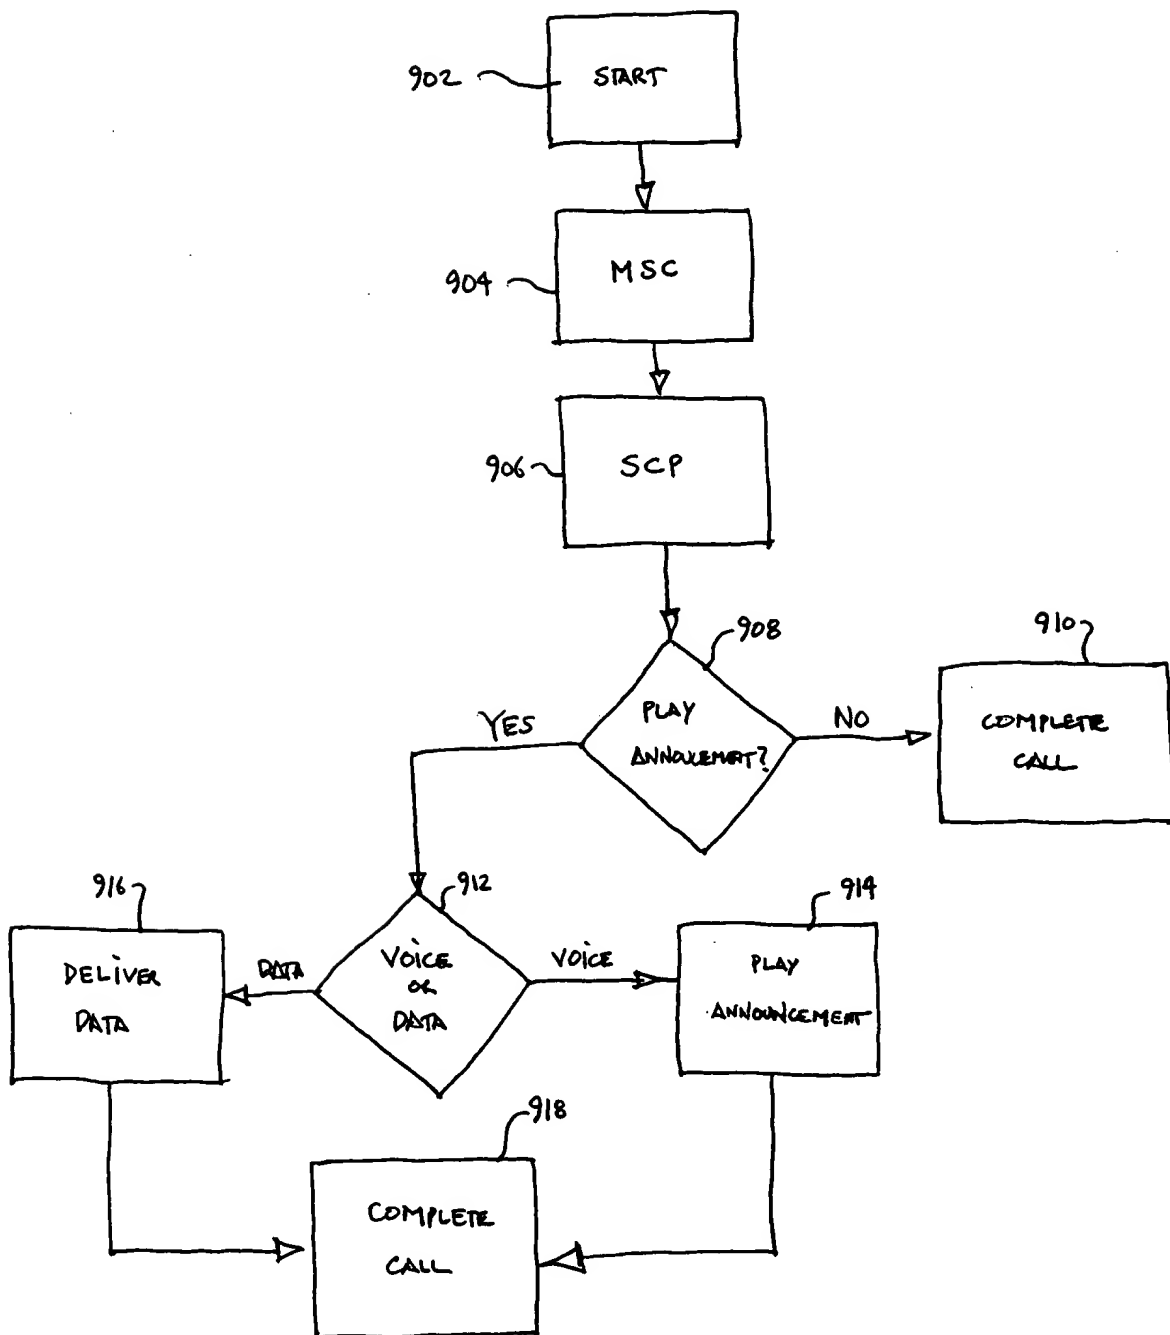 902
START
904
MSC
906
SCP
908
PLAY
ANNOUCEMENT?
YES
NO
910
COMPLETE
CALL
912
VOICE
OR
DATA
DATA
VOICE
916
DELIVER
DATA
914
PLAY
ANNOUNCEMENT
918
COMPLETE
CALL